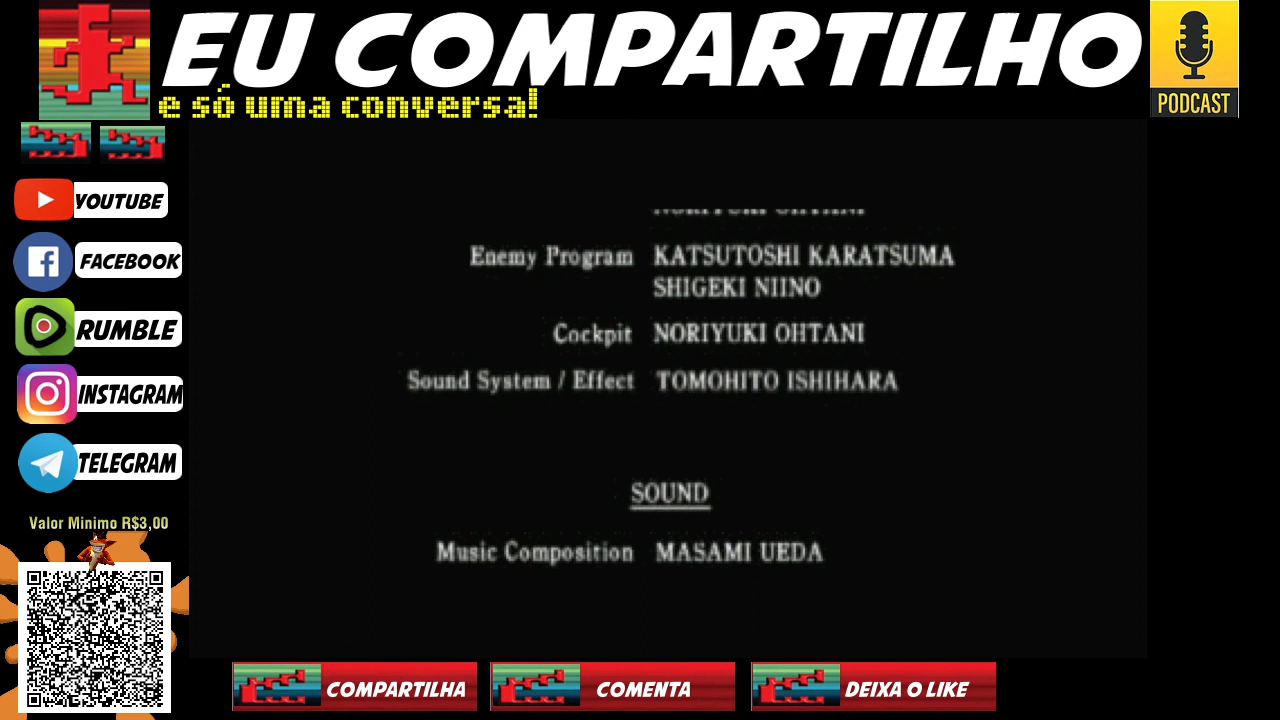 EU COMPARTILHO
e só uma conversa!
PODCAST
YOUTUBE
FACEBOOK
RUMBLE
INSTAGRAM
TELEGRAM
Valor Minimo R$3,00
NORIYUKI OHTANI
Enemy Program KATSUTOSHI KARATSUMA
SHIGEKI NIINO
Cockpit NORIYUKI OHTANI
Sound System / Effect TOMOHITO ISHIHARA
SOUND
Music Composition MASAMI UEDA
COMPARTILHA
COMENTA
DEIXA O LIKE